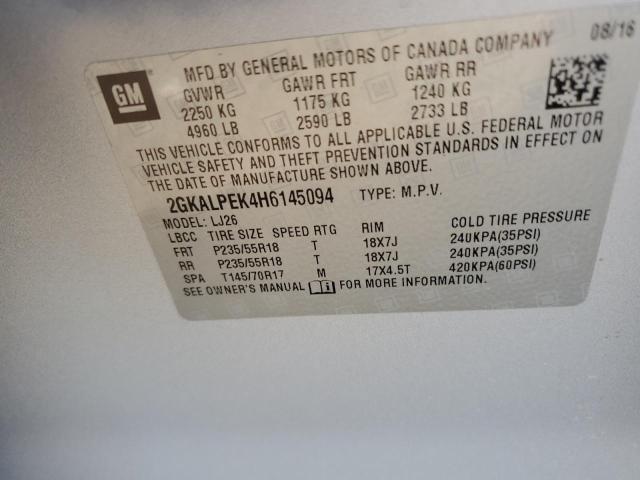 GM
MFD BY GENERAL MOTORS OF CANADA COMPANY 08/16
GVWR GAWR FRT GAWR RR
2250 KG 1175 KG 1240 KG
4960 LB 2590 LB 2733 LB
THIS VEHICLE CONFORMS TO ALL APPLICABLE U.S. FEDERAL MOTOR
VEHICLE SAFETY AND THEFT PREVENTION STANDARDS IN EFFECT ON
THE DATE OF MANUFACTURE SHOWN ABOVE.
2GKALPEK4H6145094 TYPE: M.P.V.
MODEL: LJ26
LBCC TIRE SIZE SPEED RTG RIM COLD TIRE PRESSURE
FRT P235/55R18 T 18X7J 240KPA(35PSI)
RR P235/55R18 T 18X7J 240KPA(35PSI)
SPA T145/70R17 M 17X4.5T 420KPA(60PSI)
SEE OWNER'S MANUAL FOR MORE INFORMATION.